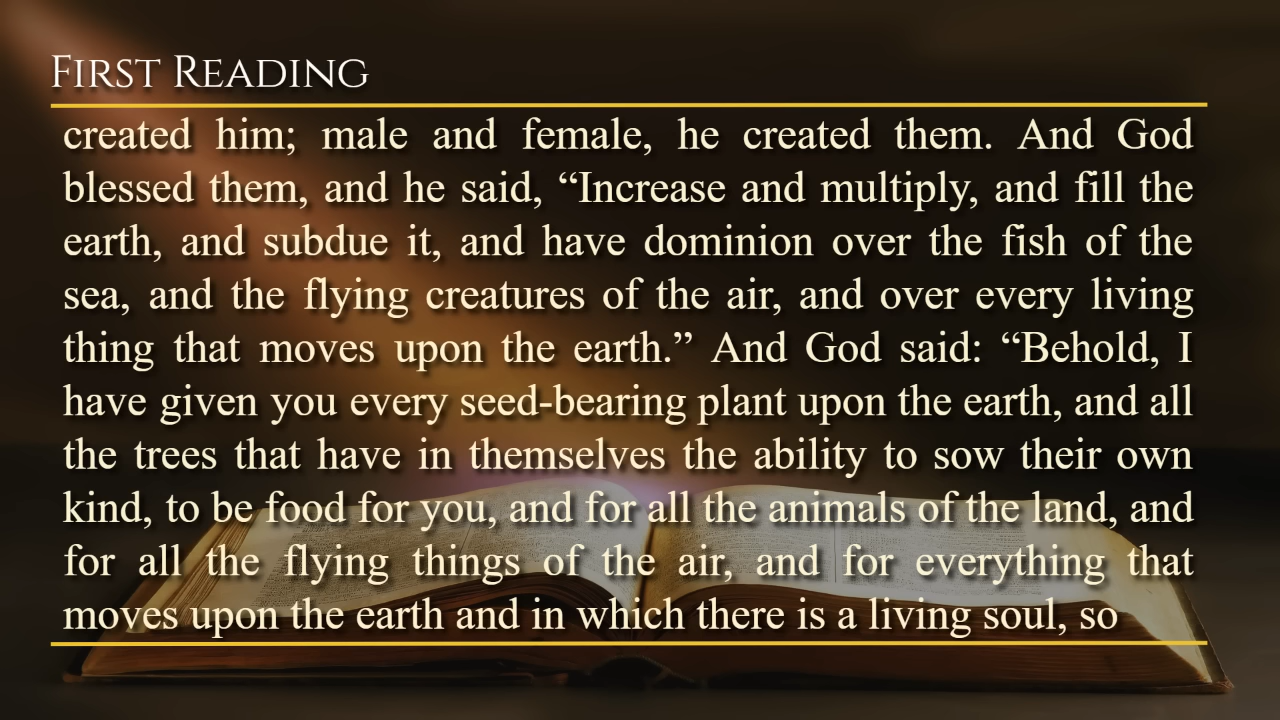 First Reading
created him; male and female, he created them. And God
blessed them, and he said, “Increase and multiply, and fill the
earth, and subdue it, and have dominion over the fish of the
sea, and the flying creatures of the air, and over every living
thing that moves upon the earth.” And God said: “Behold, I
have given you every seed-bearing plant upon the earth, and all
the trees that have in themselves the ability to sow their own
kind, to be food for you, and for all the animals of the land, and
for all the flying things of the air, and for everything that
moves upon the earth and in which there is a living soul, so